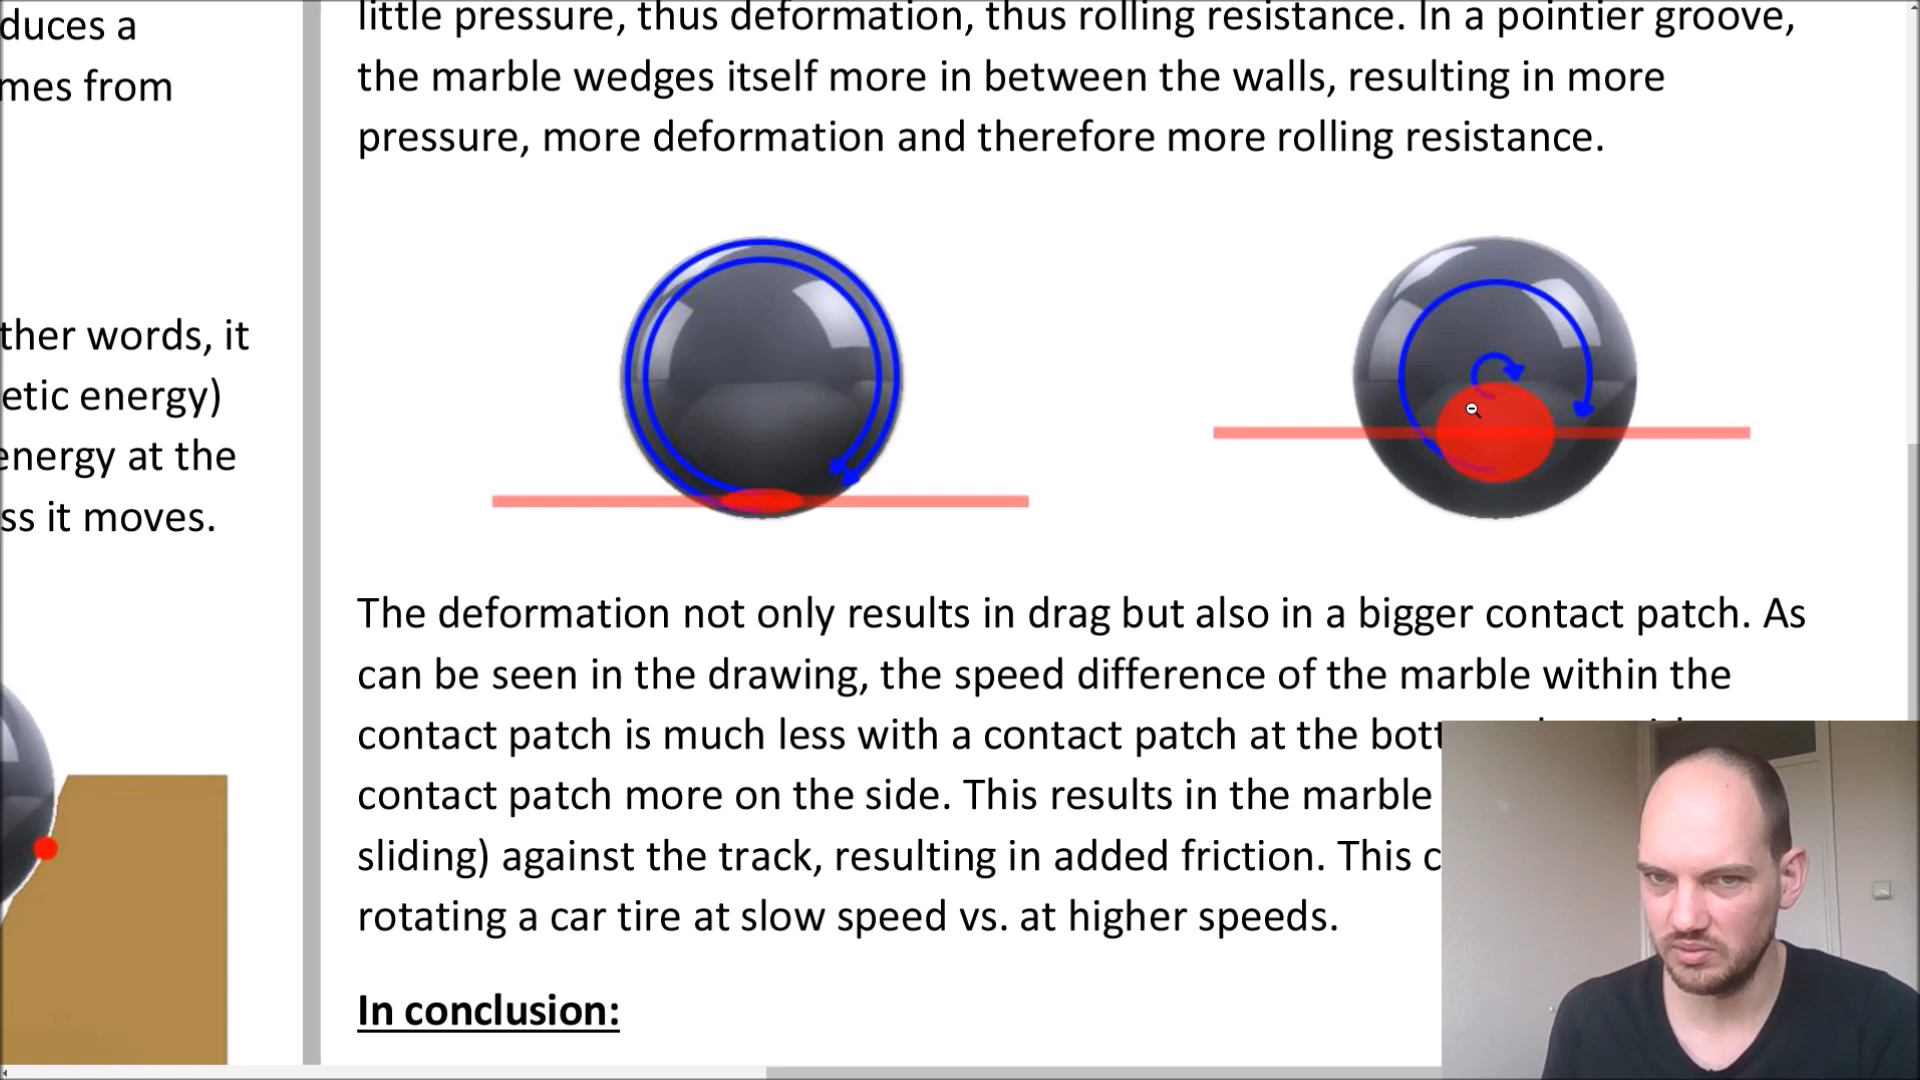 duces a
mes from
ther words, it
etic energy)
energy at the
ss it moves.
little pressure, thus deformation, thus rolling resistance. In a pointier groove,
the marble wedges itself more in between the walls, resulting in more
pressure, more deformation and therefore more rolling resistance.
The deformation not only results in drag but also in a bigger contact patch. As
can be seen in the drawing, the speed difference of the marble within the
contact patch is much less with a contact patch at the bott
contact patch more on the side. This results in the marble
sliding) against the track, resulting in added friction. This c
rotating a car tire at slow speed vs. at higher speeds.
In conclusion: